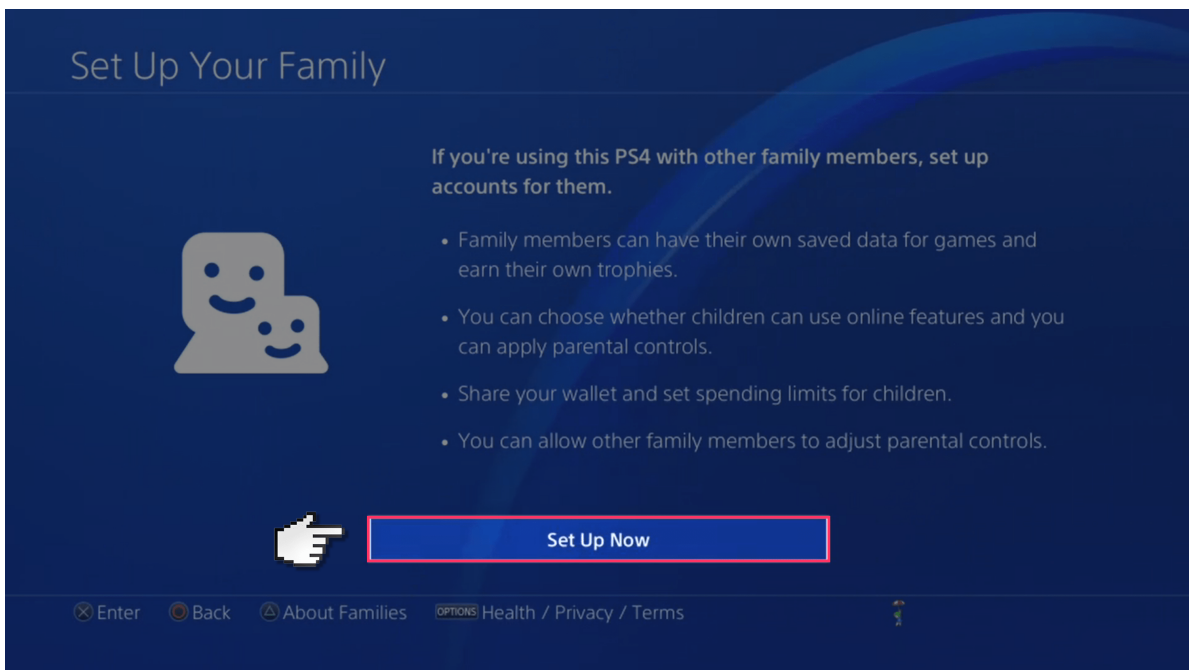 Set Up Your Family
If you're using this PS4 with other family members, set up
accounts for them.
• Family members can have their own saved data for games and
earn their own trophies.
• You can choose whether children can use online features and you
can apply parental controls.
• Share your wallet and set spending limits for children.
• You can allow other family members to adjust parental controls.
Set Up Now
Enter Back About Families OPTIONS Health / Privacy / Terms